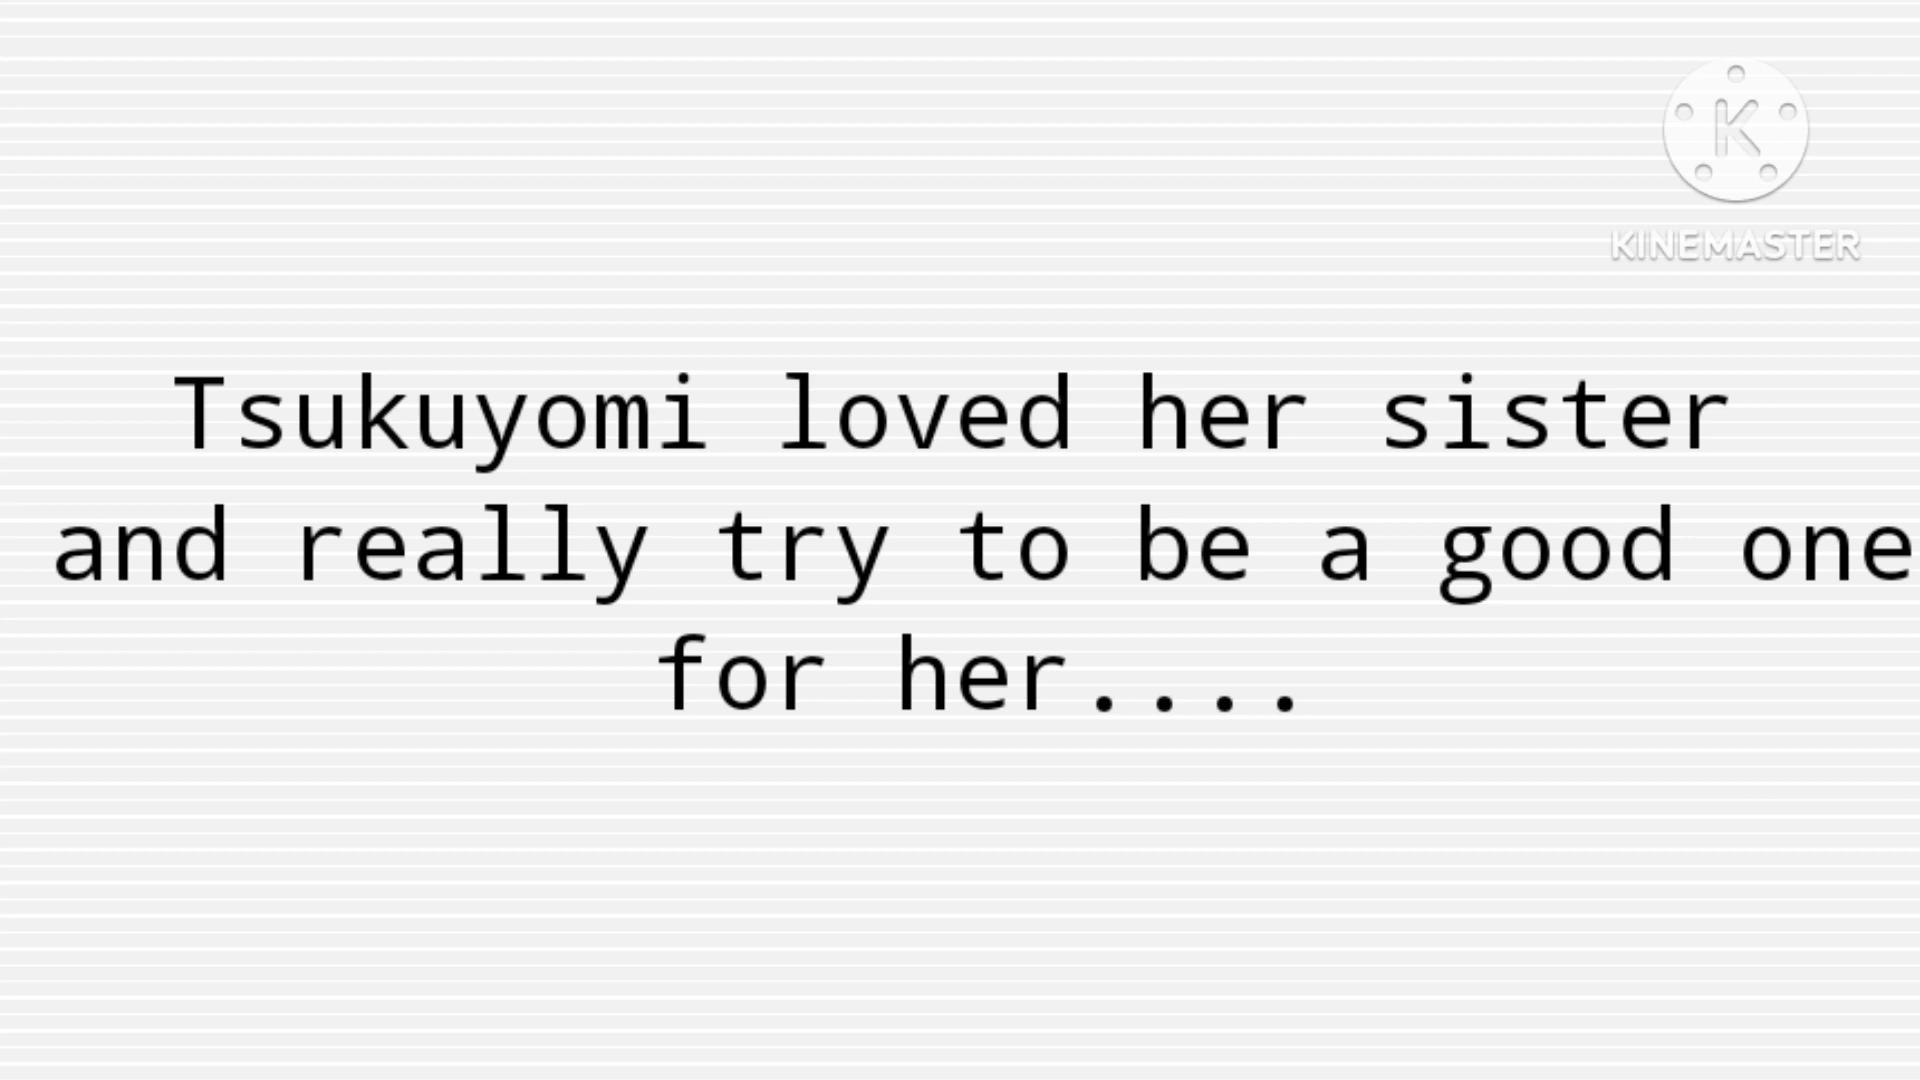 K
KINEMASTER
Tsukuyomi loved her sister
and really try to be a good one
for her....